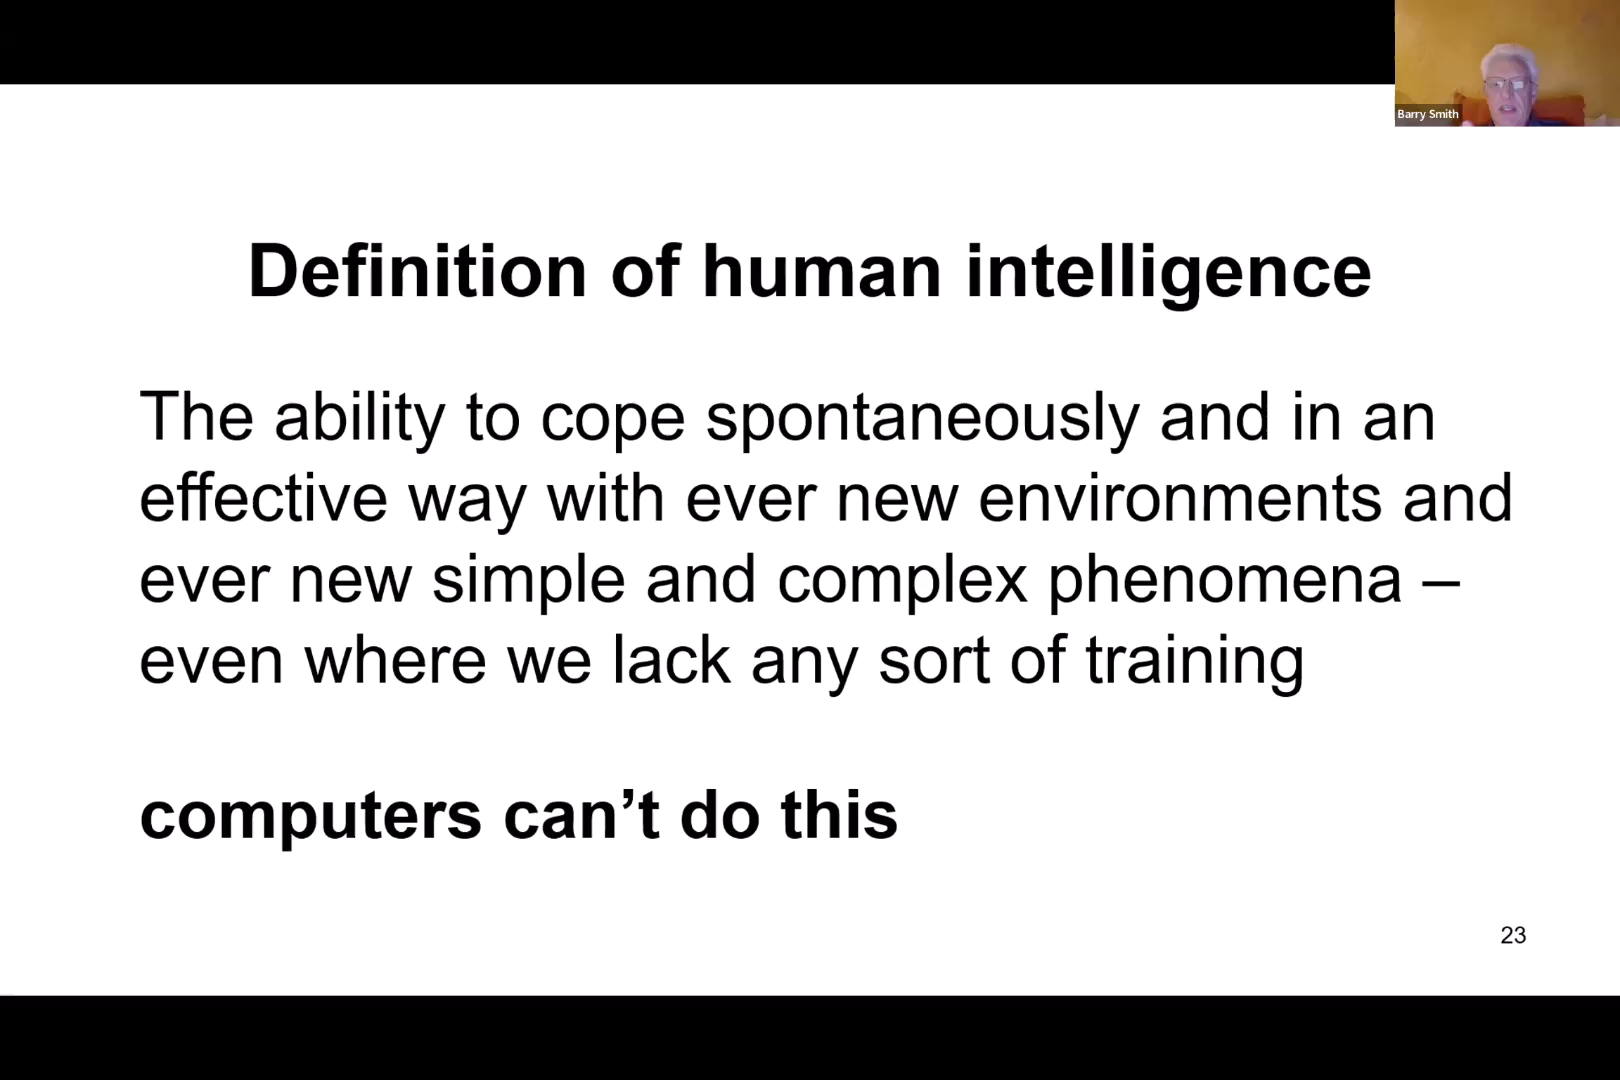 Barry Smith
Definition of human intelligence
The ability to cope spontaneously and in an
effective way with ever new environments and
ever new simple and complex phenomena –
even where we lack any sort of training
computers can’t do this
23